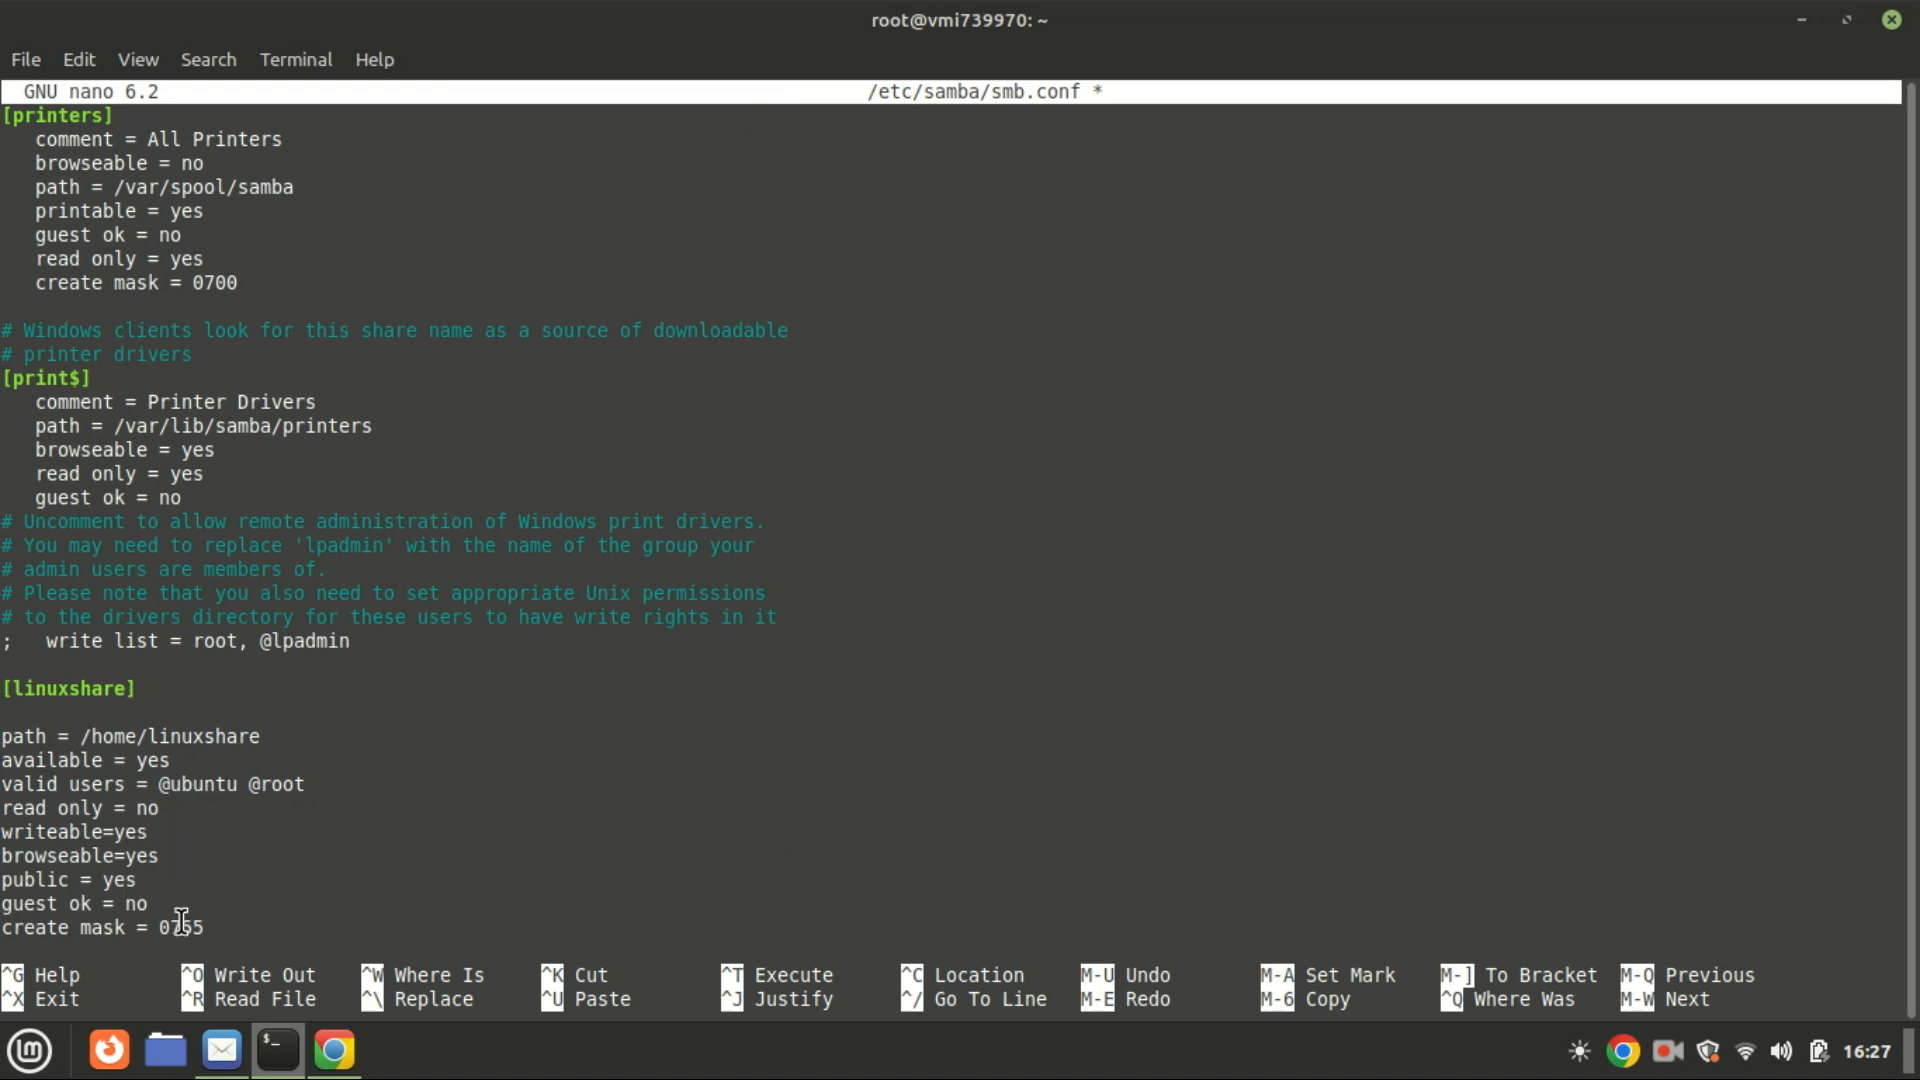 root@vmi739970: ~
File Edit View Search Terminal Help
GNU nano 6.2 /etc/samba/smb.conf *
[printers]
comment = All Printers
browseable = no
path = /var/spool/samba
printable = yes
guest ok = no
read only = yes
create mask = 0700
# Windows clients look for this share name as a source of downloadable
# printer drivers
[print$]
comment = Printer Drivers
path = /var/lib/samba/printers
browseable = yes
read only = yes
guest ok = no
# Uncomment to allow remote administration of Windows print drivers.
# You may need to replace 'lpadmin' with the name of the group your
# admin users are members of.
# Please note that you also need to set appropriate Unix permissions
# to the drivers directory for these users to have write rights in it
; write list = root, @lpadmin
[linuxshare]
path = /home/linuxshare
available = yes
valid users = @ubuntu @root
read only = no
writeable=yes
browseable=yes
public = yes
guest ok = no
create mask = 0755
^G Help ^O Write Out ^W Where Is ^K Cut ^T Execute ^C Location M-U Undo M-A Set Mark M-] To Bracket M-Q Previous
^X Exit ^R Read File ^\ Replace ^U Paste ^J Justify ^/ Go To Line M-E Redo M-6 Copy ^Q Where Was M-W Next
$_
16:27